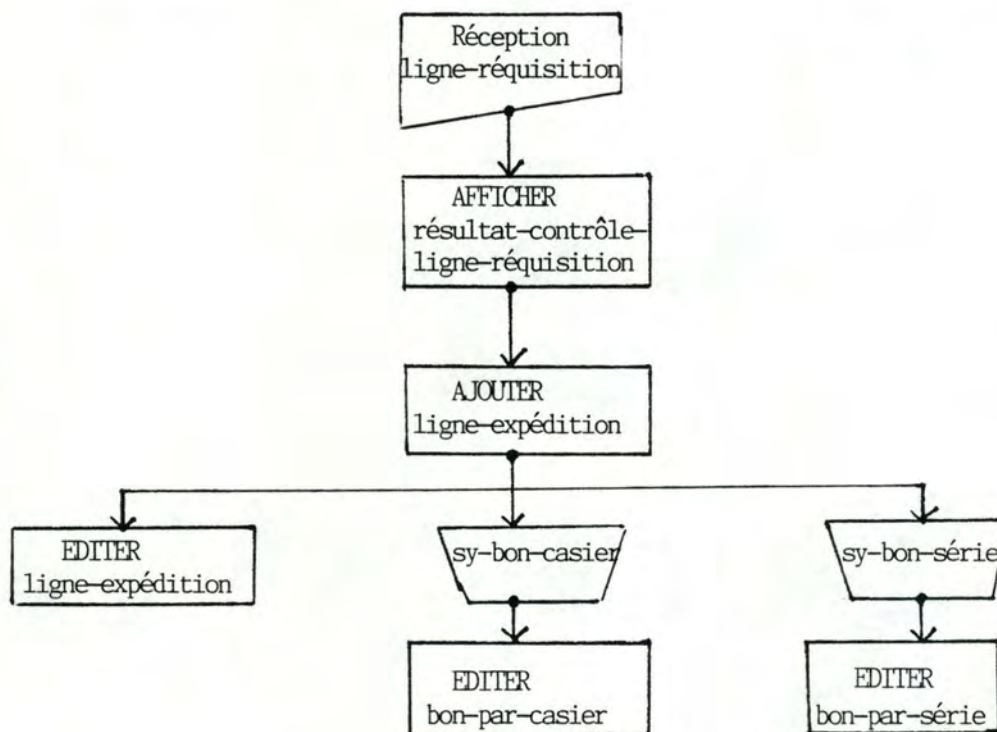 Réception
ligne-réquisition
AFFICHER
résultat-contrôle-
ligne-réquisition
AJOUTER
ligne-expédition
EDITER
ligne-expédition
sy-bon-casier
sy-bon-série
EDITER
bon-par-casier
EDITER
bon-par-série